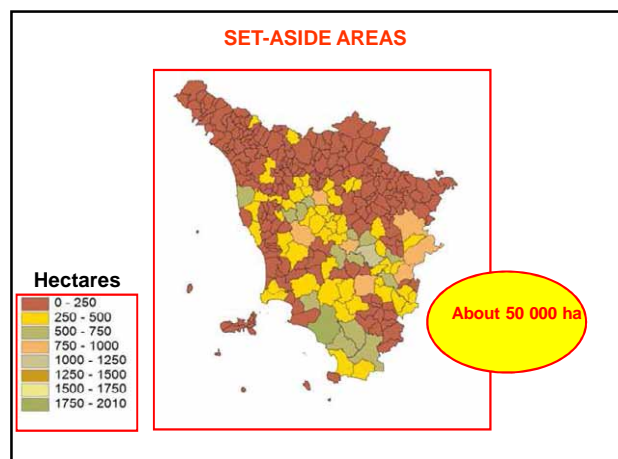 SET-ASIDE AREAS
Hectares
0 - 250
250 - 500
500 - 750
750 - 1000
1000 - 1250
1250 - 1500
1500 - 1750
1750 - 2010
About 50 000 ha